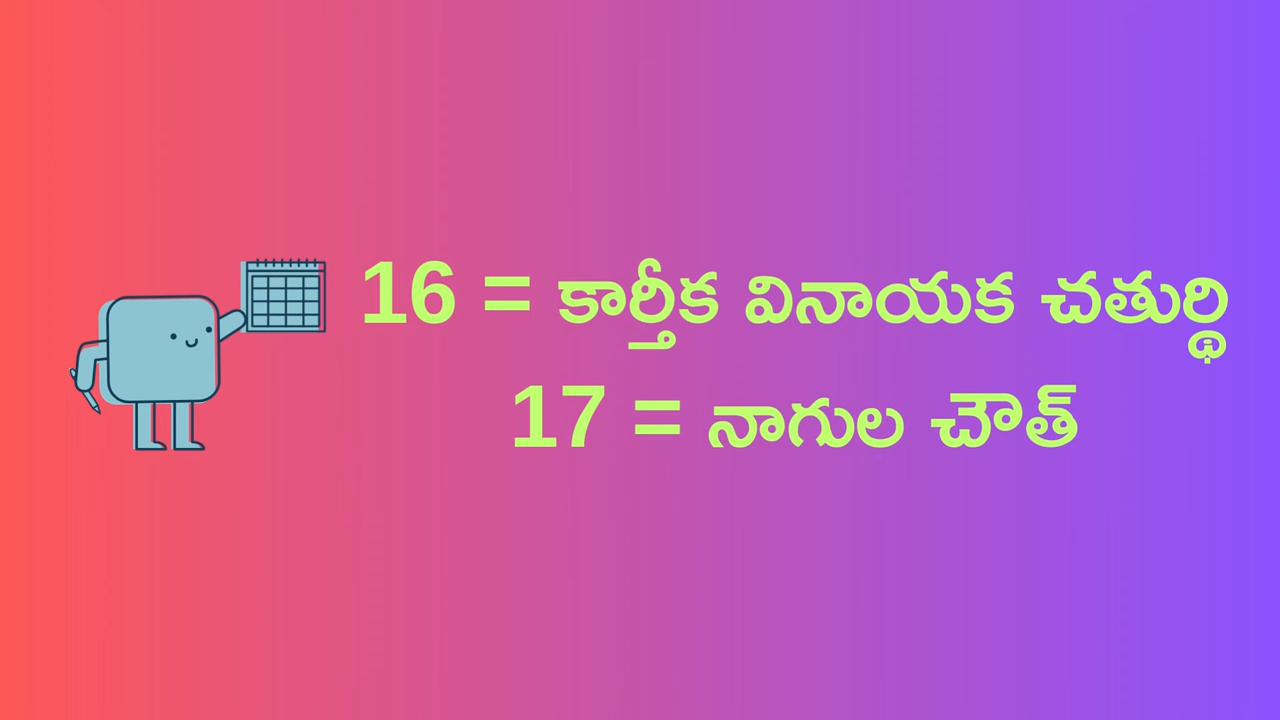 16 = కార్తీక వినాయక చతుర్థి
17 = నాగుల చౌత్